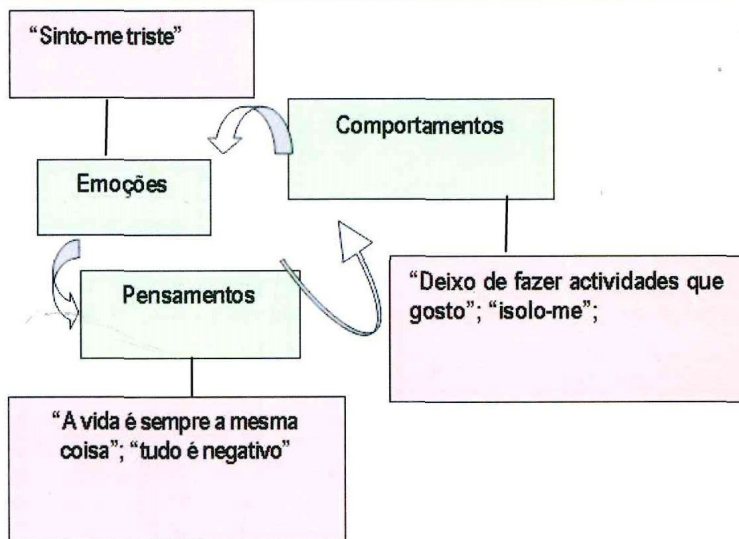 “Sinto-me triste”
Comportamentos
Emoções
“Deixo de fazer actividades que
gosto”; “isolo-me”;
Pensamentos
“A vida é sempre a mesma
coisa”; “tudo é negativo”